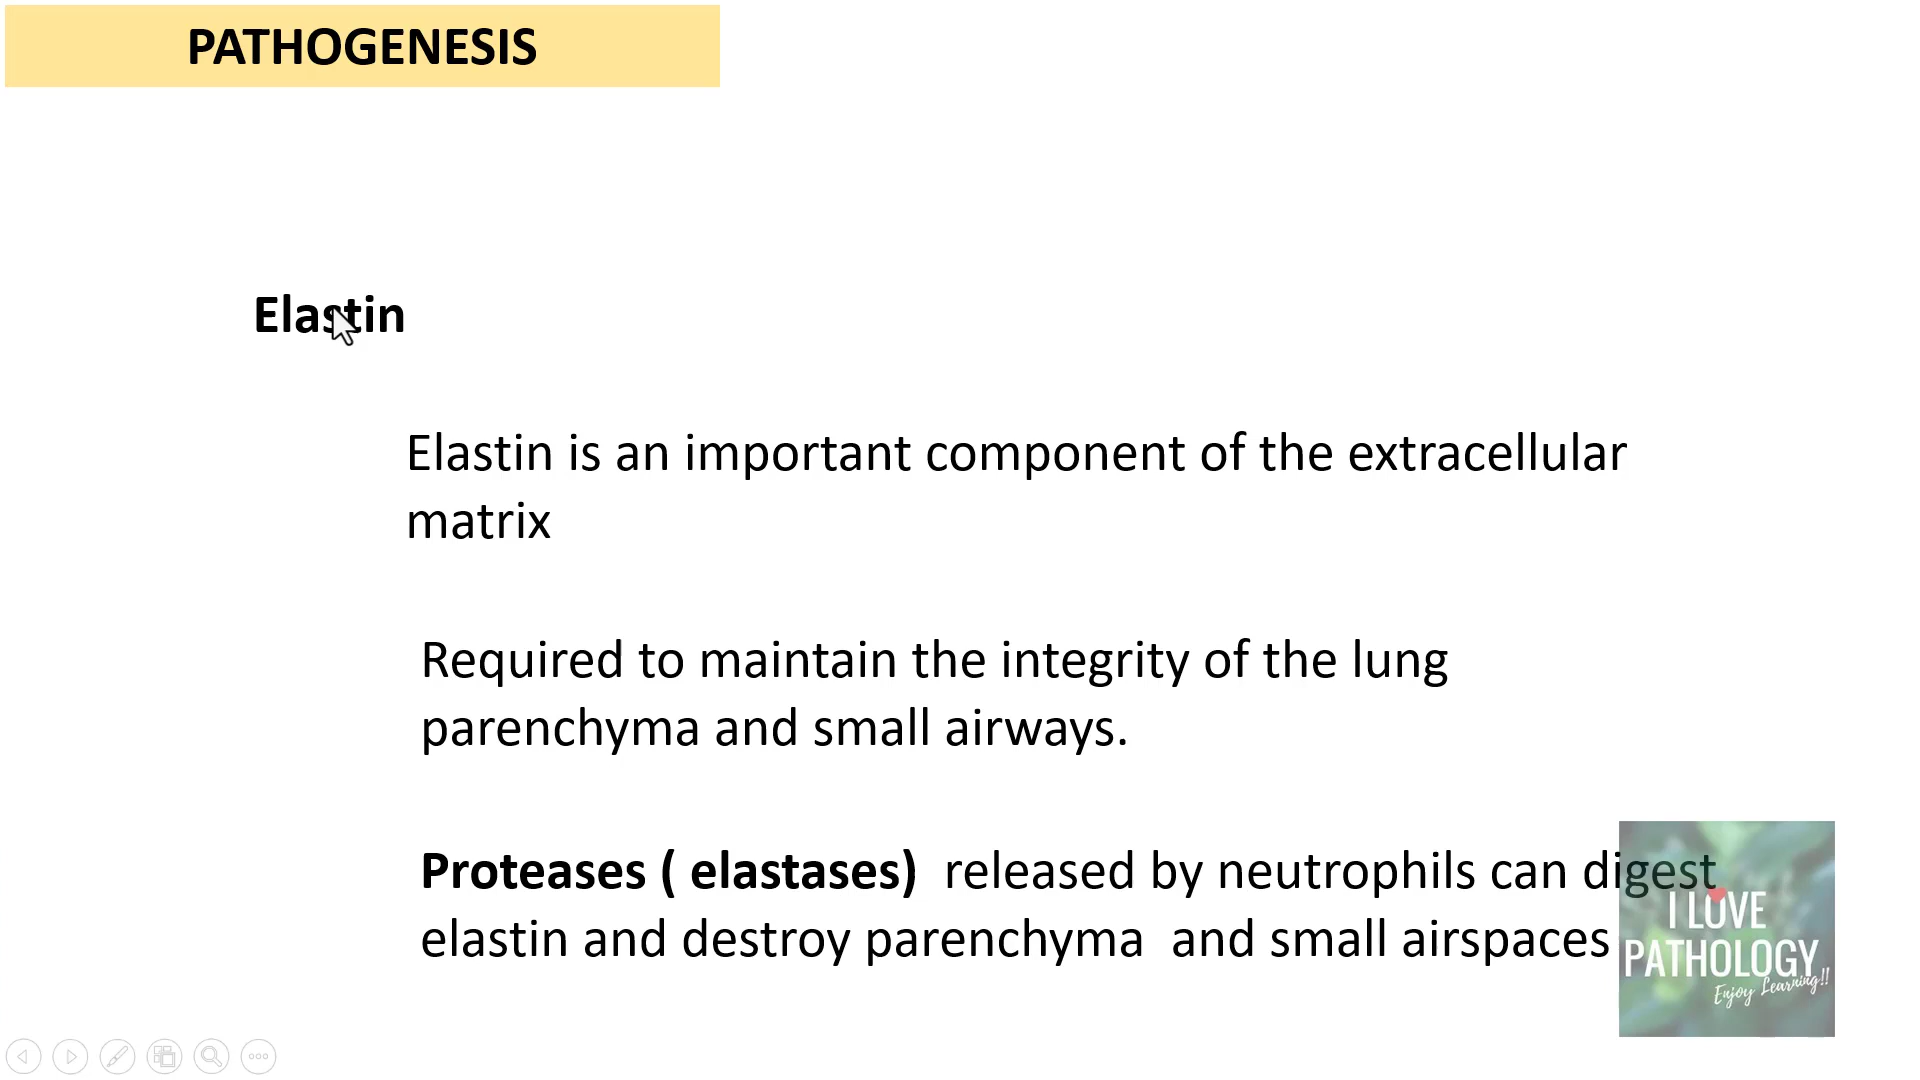 PATHOGENESIS
Elastin
Elastin is an important component of the extracellular
matrix
Required to maintain the integrity of the lung
parenchyma and small airways.
Proteases ( elastases) released by neutrophils can digest
elastin and destroy parenchyma and small airspaces
I LOVE
PATHOLOGY
Enjoy Learning!!